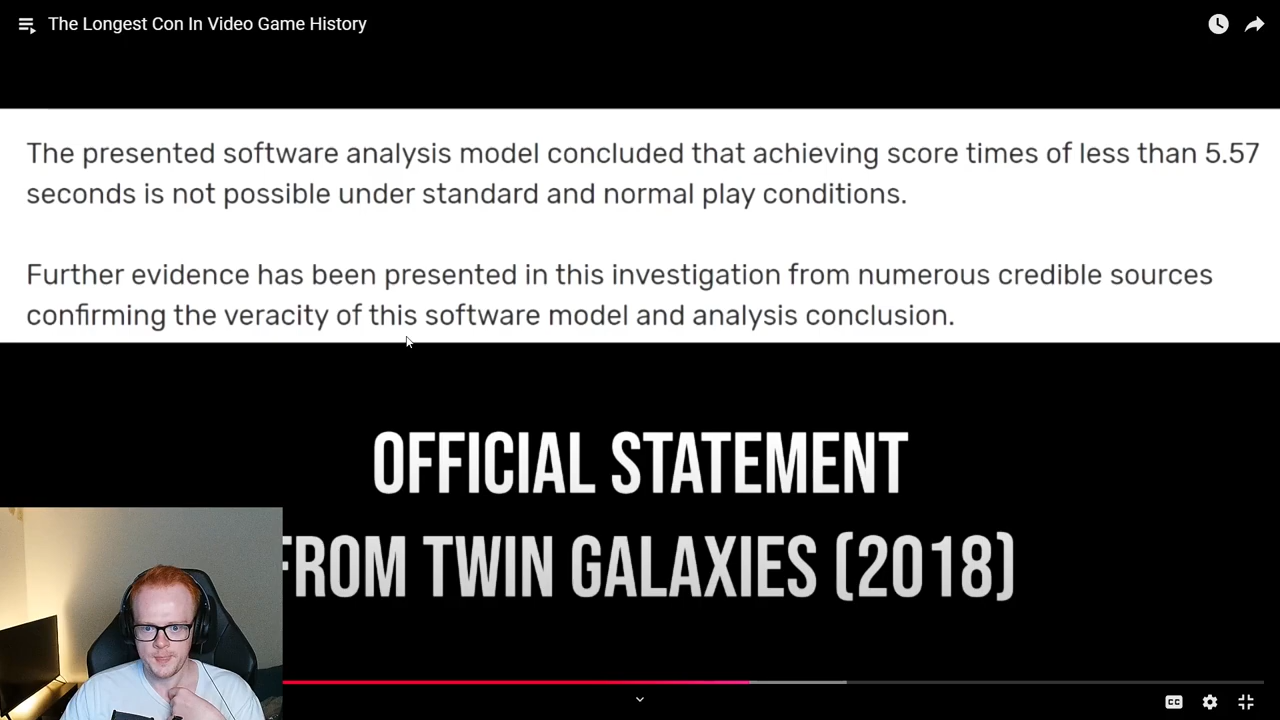 The Longest Con In Video Game History
The presented software analysis model concluded that achieving score times of less than 5.57
seconds is not possible under standard and normal play conditions.
Further evidence has been presented in this investigation from numerous credible sources
confirming the veracity of this software model and analysis conclusion.
OFFICIAL STATEMENT
FROM TWIN GALAXIES (2018)
CC